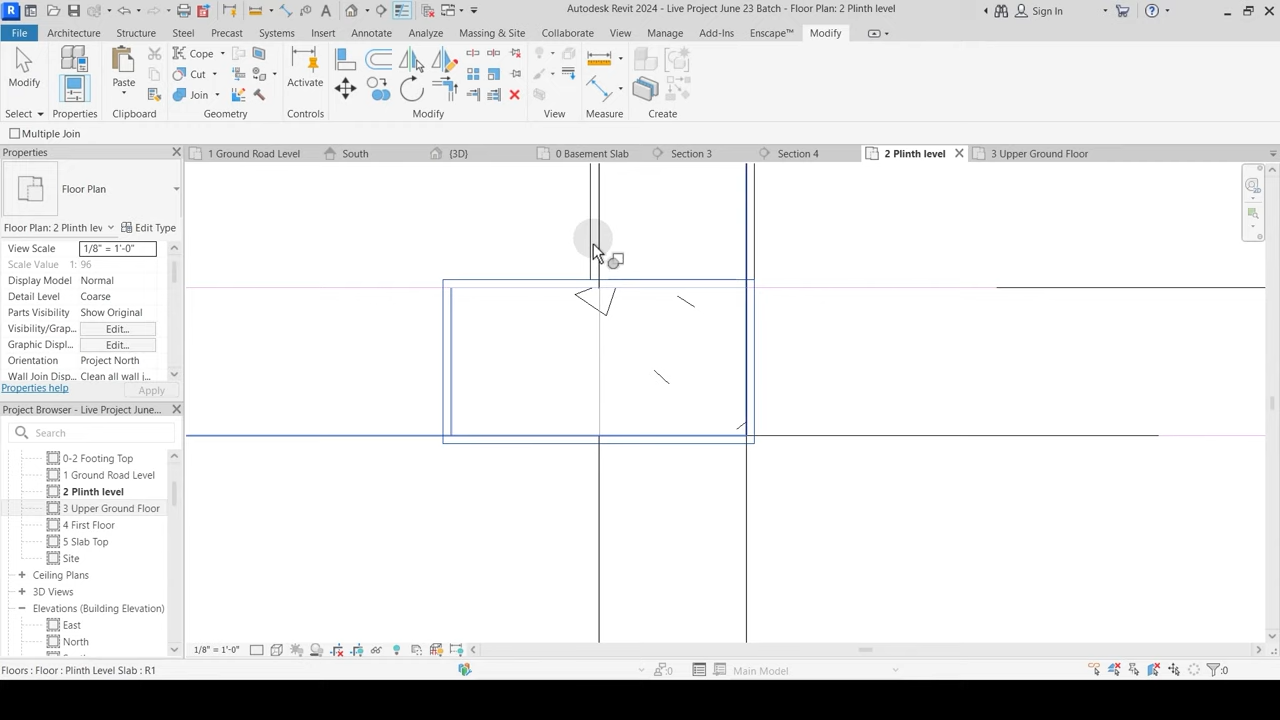 Autodesk Revit 2024 - Live Project June 23 Batch - Floor Plan: 2 Plinth level
Sign In
File Architecture Structure Steel Precast Systems Insert Annotate Analyze Massing & Site Collaborate View Manage Add-Ins Enscape™ Modify
Modify
Paste
Cope
Cut
Join
Activate
Select Properties Clipboard Geometry Controls Modify View Measure Create
Multiple Join
Properties
1 Ground Road Level South {3D} 0 Basement Slab Section 3 Section 4 2 Plinth level 3 Upper Ground Floor
Floor Plan
Floor Plan: 2 Plinth lev Edit Type
View Scale 1/8" = 1'-0"
Scale Value 1: 96
Display Model Normal
Detail Level Coarse
Parts Visibility Show Original
Visibility/Grap... Edit...
Graphic Displ... Edit...
Orientation Project North
Wall Join Disp... Clean all wall j...
Properties help Apply
Project Browser - Live Project June...
Search
0-2 Footing Top
1 Ground Road Level
2 Plinth level
3 Upper Ground Floor
4 First Floor
5 Slab Top
Site
Ceiling Plans
3D Views
Elevations (Building Elevation)
East
North
1/8" = 1'-0"
Floors : Floor : Plinth Level Slab : R1
:0
Main Model
:0